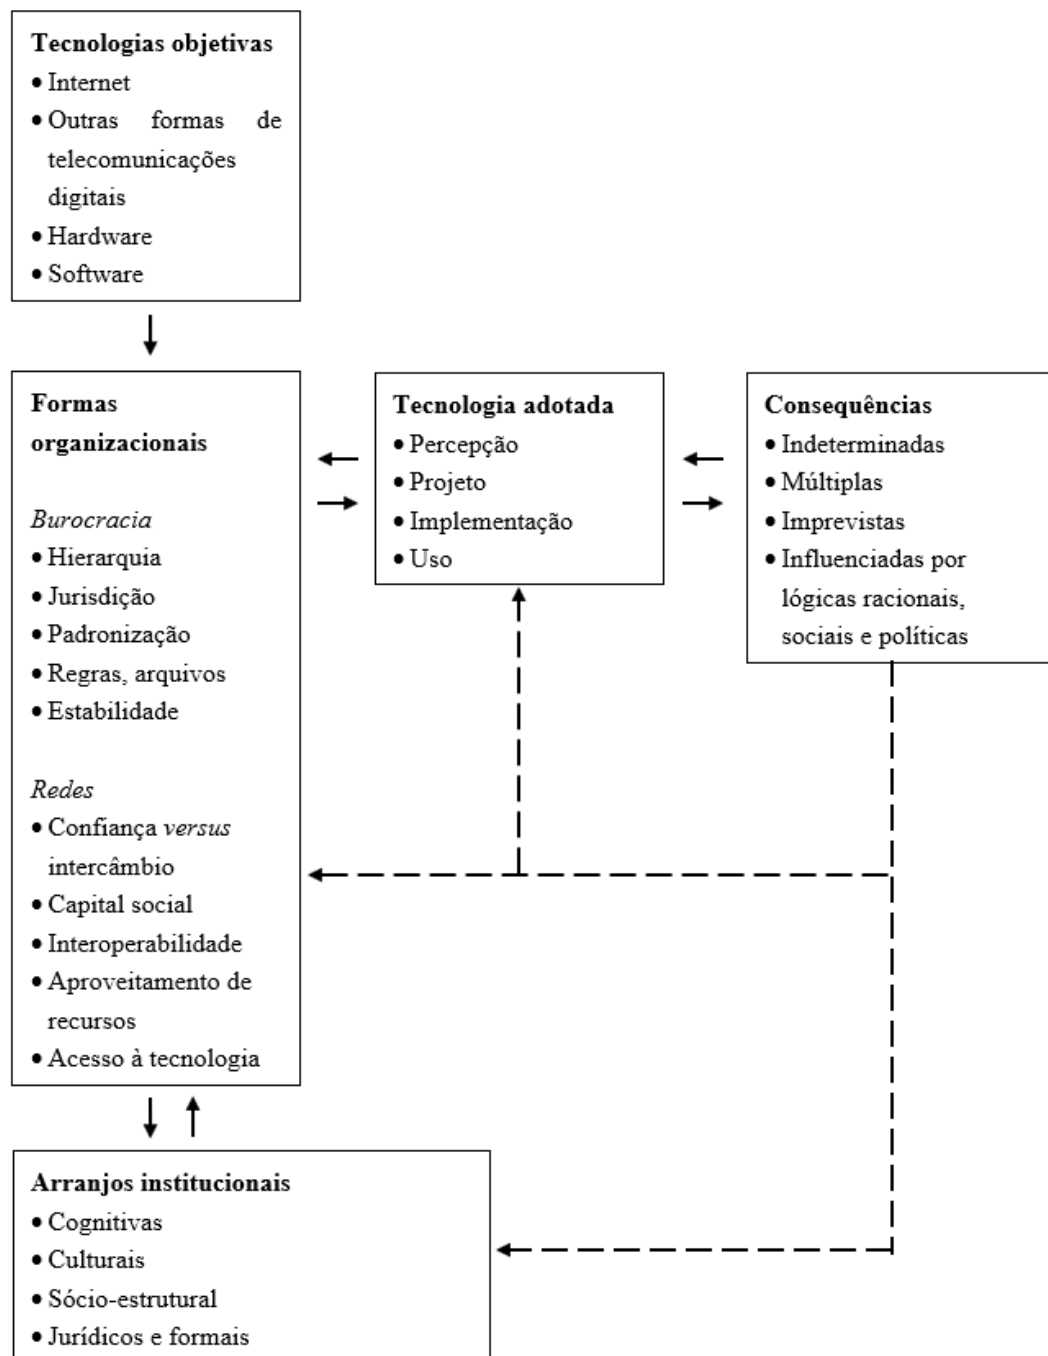 Tecnologias objetivas
• Internet
• Outras formas de
telecomunicações
digitais
• Hardware
• Software
Formas
organizacionais
Burocracia
• Hierarquia
• Jurisdição
• Padronização
• Regras, arquivos
• Estabilidade
Redes
• Confiança versus
intercâmbio
• Capital social
• Interoperabilidade
• Aproveitamento de
recursos
• Acesso à tecnologia
Tecnologia adotada
• Percepção
• Projeto
• Implementação
• Uso
Consequências
• Indeterminadas
• Múltiplas
• Imprevistas
• Influenciadas por
lógicas racionais,
sociais e políticas
Arranjos institucionais
• Cognitivas
• Culturais
• Sócio-estrutural
• Jurídicos e formais